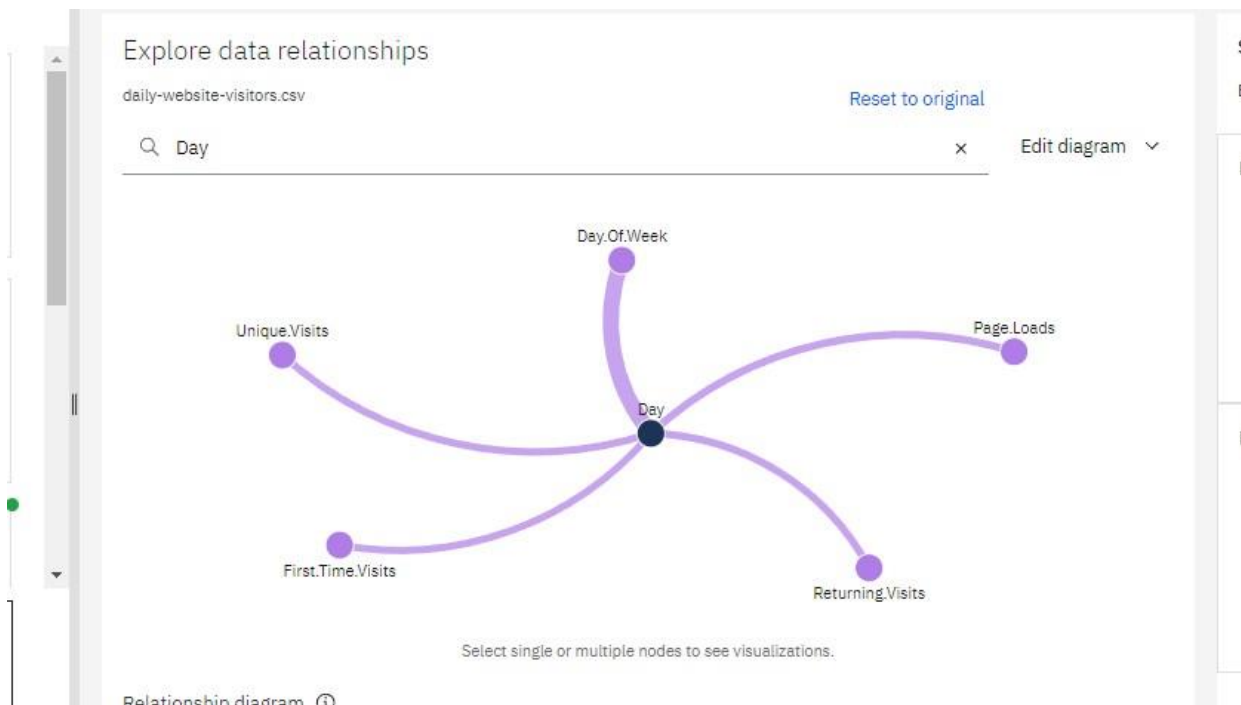 Explore data relationships
daily-website-visitors.csv
Reset to original
Day
Edit diagram
Day.Of.Week
Unique.Visits
Page.Loads
Day
First.Time.Visits
Returning.Visits
Select single or multiple nodes to see visualizations.
Relationship diagram